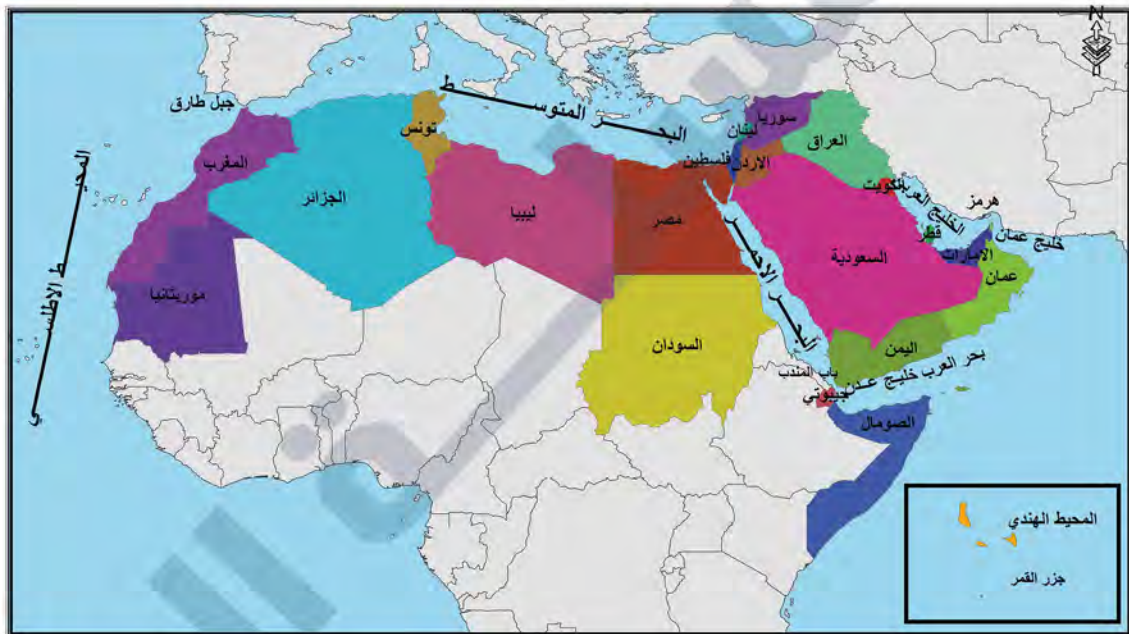 N
جبل طارق
البحر المتوسط
المحيط الاطلسي
المغرب
تونس
الجزائر
ليبيا
مصر
موريتانيا
السودان
سوريا
لبنان
العراق
فلسطين
الاردن
الكويت
الخليج العربي
هرمز
قطر
خليج عمان
الامارات
السعودية
عمان
البحر الاحمر
اليمن
باب المندب
خليج عدن
بحر العرب
جيبوتي
الصومال
المحيط الهندي
جزر القمر